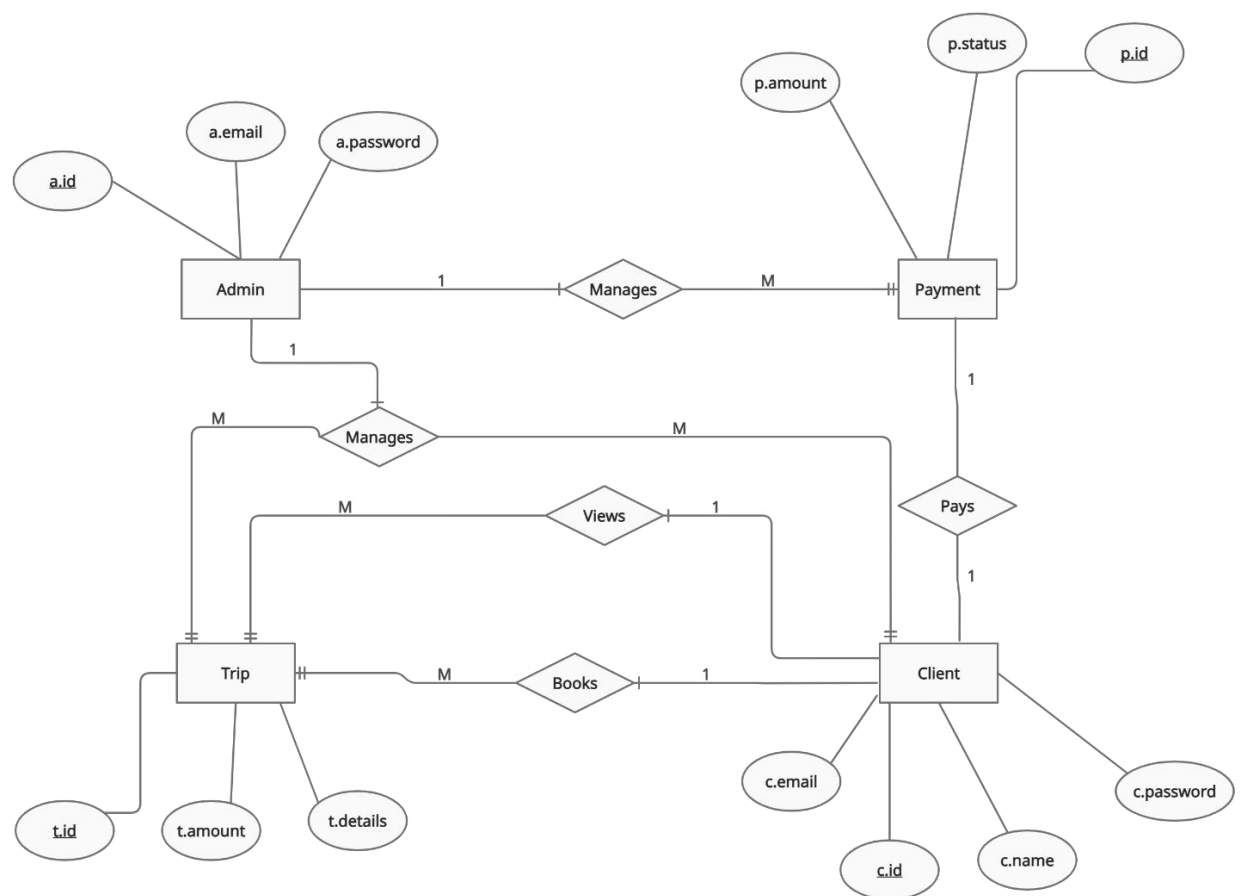 p.status
p.id
p.amount
a.email
a.password
a.id
Admin
1
Manages
M
Payment
1
1
M
Manages
M
M
Views
1
Pays
1
Trip
M
Books
1
Client
c.email
c.password
t.id
t.amount
t.details
c.id
c.name